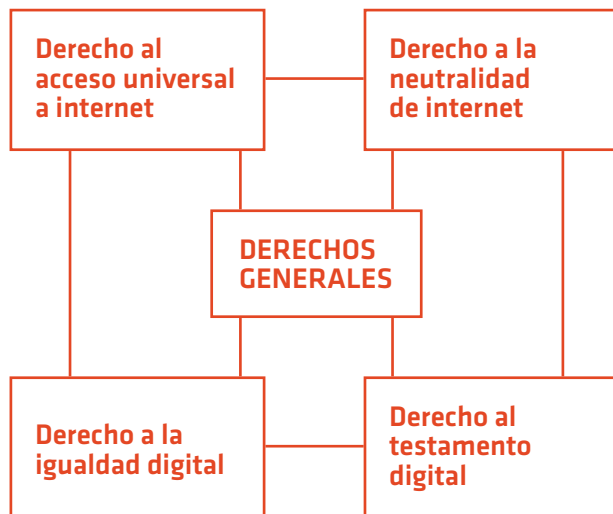 Derecho al
acceso universal
a internet
Derecho a la
neutralidad
de internet
DERECHOS
GENERALES
Derecho a la
igualdad digital
Derecho al
testamento
digital